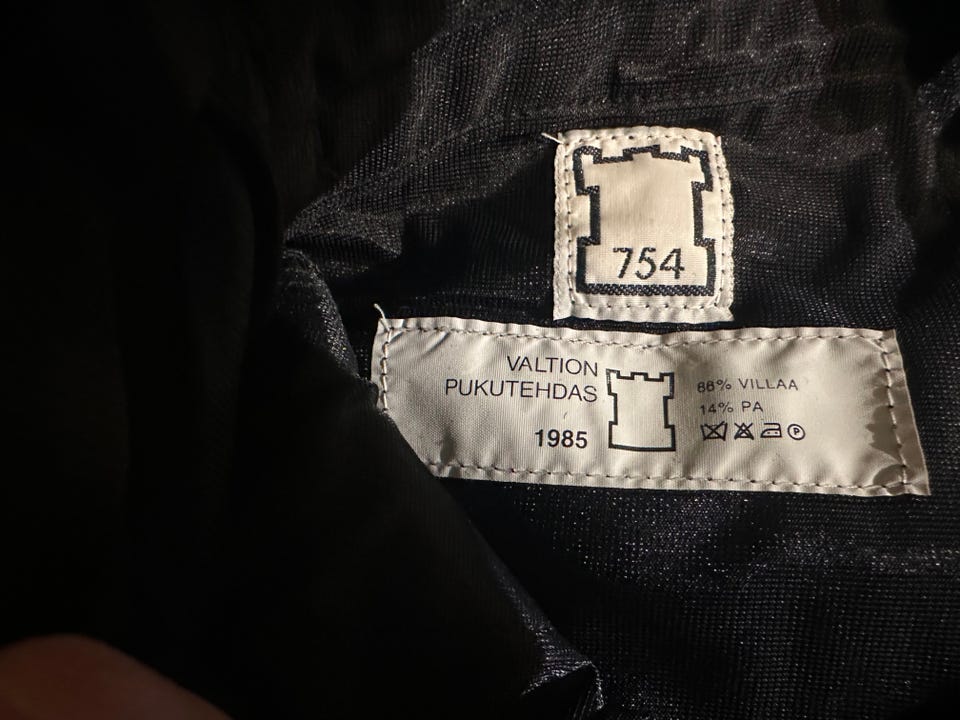 754
VALTION
PUKUTEHDAS
1985
86% VILLAA
14% PA
P